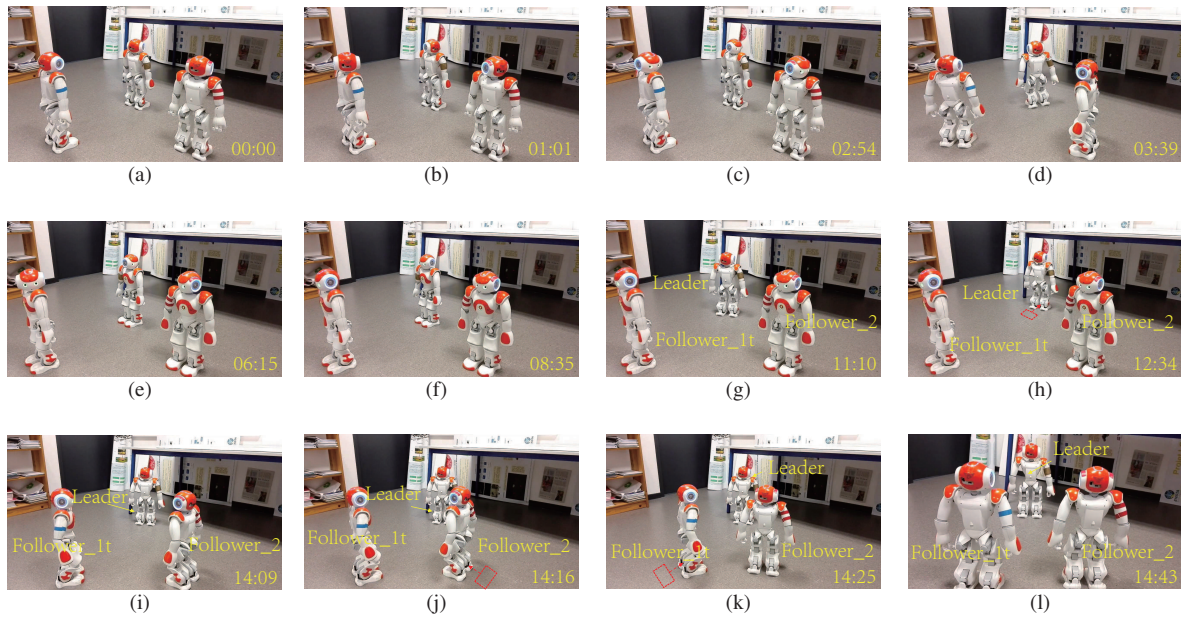 00:00
01:01
02:54
03:39
(a)
(b)
(c)
(d)
06:15
08:35
Leader
Follower_2
Follower_1t
11:10
Leader
Follower_2
Follower_1t
12:34
(e)
(f)
(g)
(h)
Leader
Follower_1t
Follower_2
14:09
Leader
Follower_1t
Follower_2
14:16
Leader
Follower_1t
Follower_2
14:25
Leader
Follower_1t
Follower_2
14:43
(i)
(j)
(k)
(l)